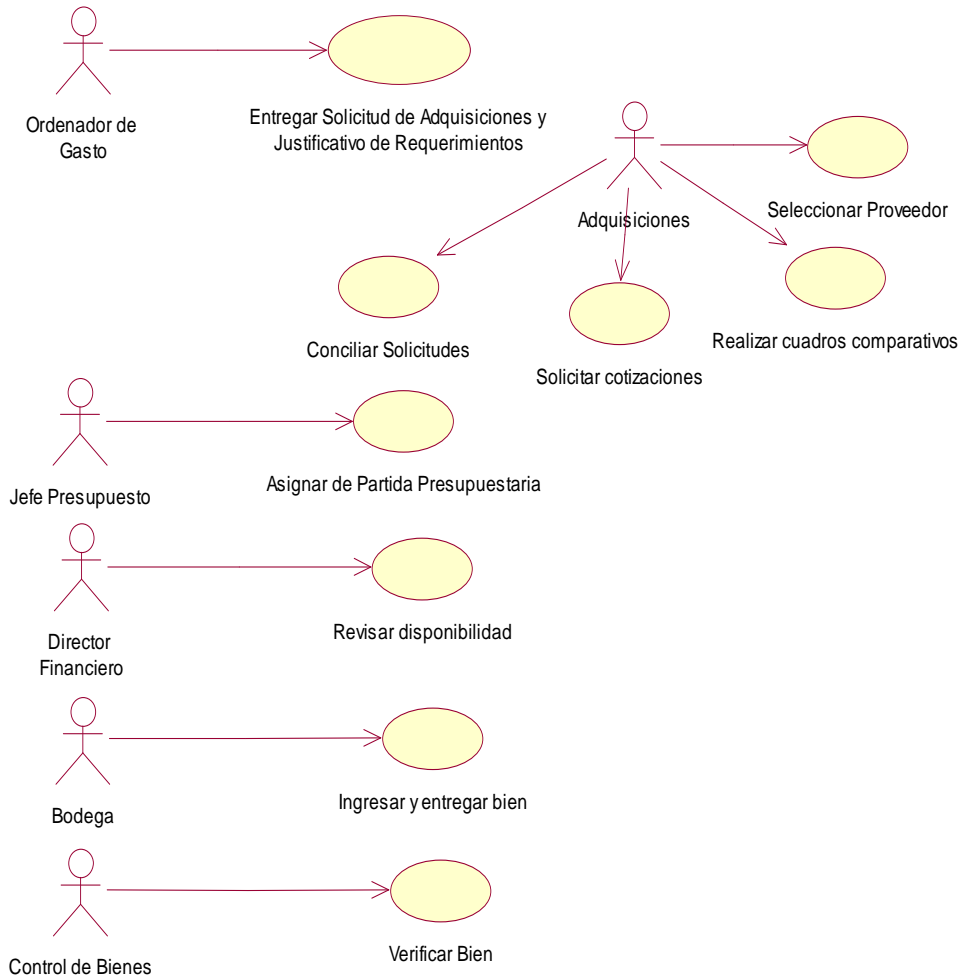 Ordenador de
Gasto
Entregar Solicitud de Adquisiciones y
Justificativo de Requerimientos
Adquisiciones
Seleccionar Proveedor
Conciliar Solicitudes
Solicitar cotizaciones
Realizar cuadros comparativos
Jefe Presupuesto
Asignar de Partida Presupuestaria
Director
Financiero
Revisar disponibilidad
Bodega
Ingresar y entregar bien
Control de Bienes
Verificar Bien